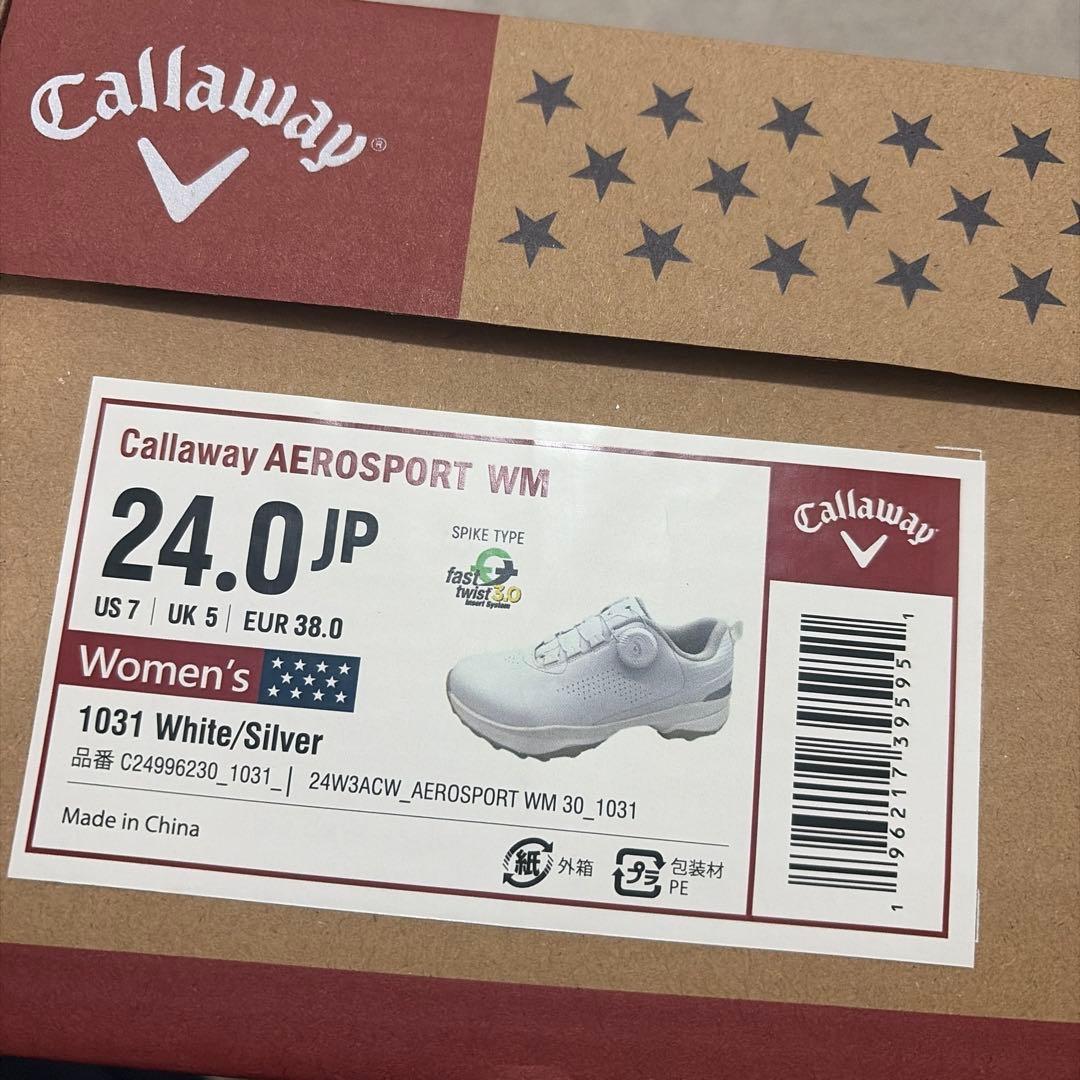 Callaway®
Callaway AEROSPORT WM
24.0 JP
US 7 | UK 5 | EUR 38.0
Women's
1031 White/Silver
品番 C24996230_1031_ | 24W3ACW_AEROSPORT WM 30_1031
Made in China
SPIKE TYPE
fast
twist 3.0
Insert System
紙 外箱
プラ 包装材
PE
Callaway
1 96217 39595 1